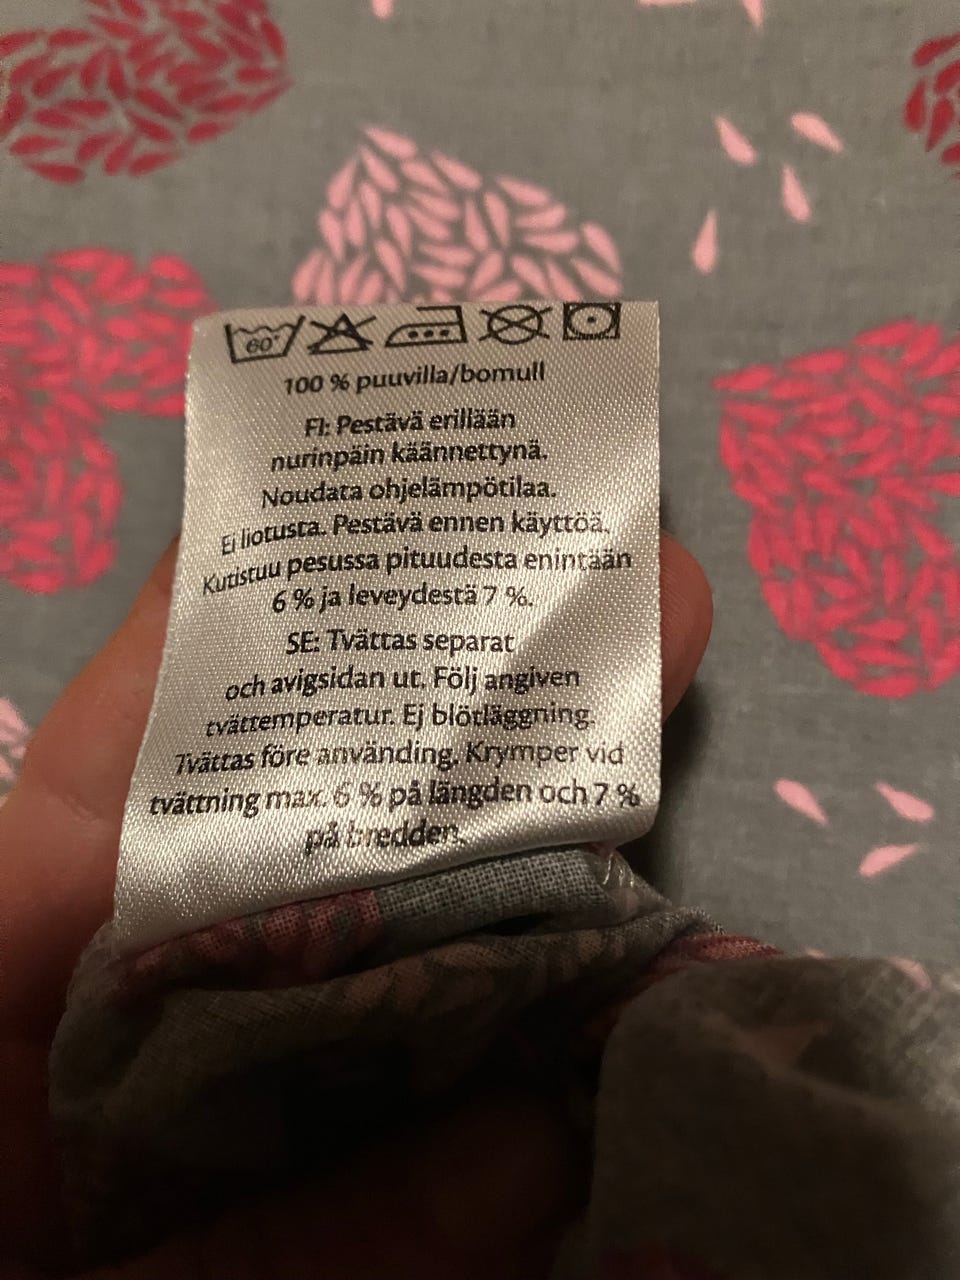 60°
100 % puuvilla/bomull
FI: Pestävä erillään
nurinpäin käännettynä.
Noudata ohjelämpötilaa.
Ei liotusta. Pestävä ennen käyttöä.
Kutistuu pesussa pituudesta enintään
6 % ja leveydestä 7 %.
SE: Tvättas separat
och avigsidan ut. Följ angiven
tvättemperatur. Ej blötläggning.
Tvättas före använding. Krymper vid
tvättning max. 6 % på längden och 7 %
på bredden.